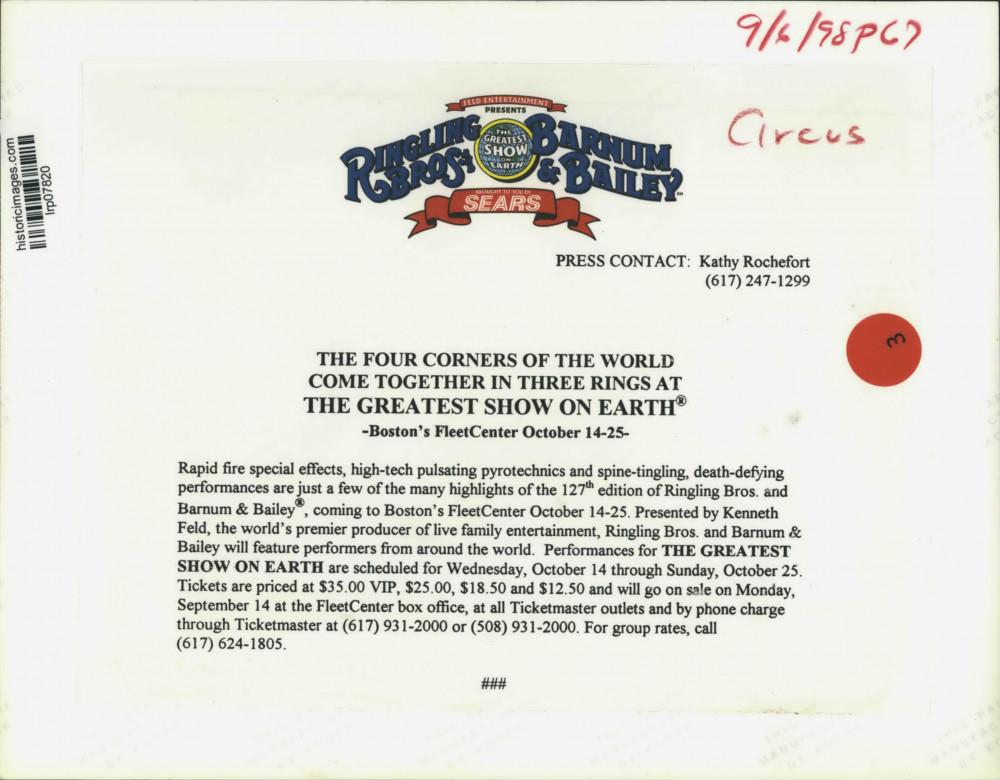 9/6/98 PC7
Circus
FELD ENTERTAINMENT
PRESENTS
RINGLING BROS. AND BARNUM & BAILEY
THE GREATEST SHOW ON EARTH
BROUGHT TO YOU BY
SEARS
historicimages.com
lrp07820
PRESS CONTACT: Kathy Rochefort
(617) 247-1299
3
THE FOUR CORNERS OF THE WORLD
COME TOGETHER IN THREE RINGS AT
THE GREATEST SHOW ON EARTH®
-Boston's FleetCenter October 14-25-
Rapid fire special effects, high-tech pulsating pyrotechnics and spine-tingling, death-defying
performances are just a few of the many highlights of the 127th edition of Ringling Bros. and
Barnum & Bailey®, coming to Boston's FleetCenter October 14-25. Presented by Kenneth
Feld, the world's premier producer of live family entertainment, Ringling Bros. and Barnum &
Bailey will feature performers from around the world. Performances for THE GREATEST
SHOW ON EARTH are scheduled for Wednesday, October 14 through Sunday, October 25.
Tickets are priced at $35.00 VIP, $25.00, $18.50 and $12.50 and will go on sale on Monday,
September 14 at the FleetCenter box office, at all Ticketmaster outlets and by phone charge
through Ticketmaster at (617) 931-2000 or (508) 931-2000. For group rates, call
(617) 624-1805.
###